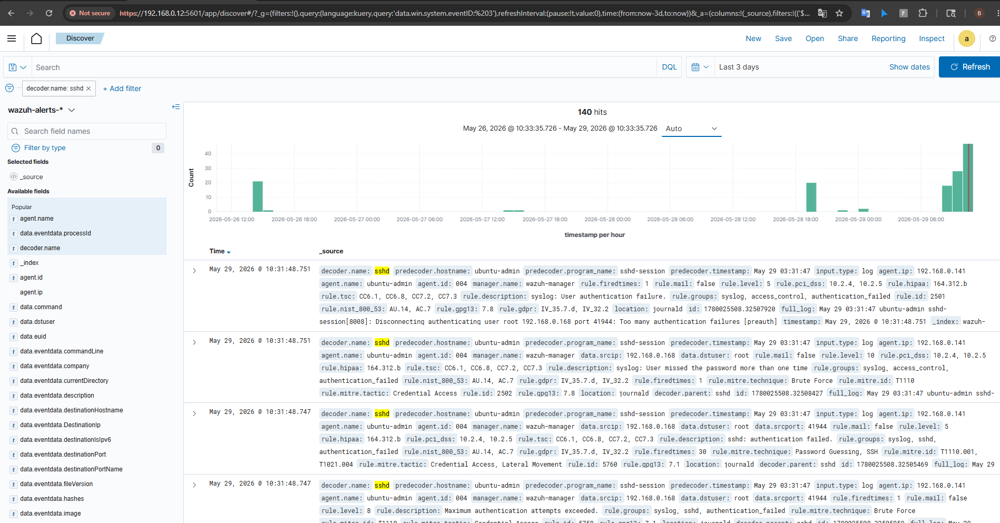 Not secure https://192.168.0.12:5601/app/discover#/?_g=(filters:!(),query:(language:kuery,query:'data.win.system.eventID:%203'),refreshInterval:(pause:!t,value:0),time:(from:now-3d,to:now))&_a=(columns:!(_source),filters:!(('$... F B
Discover New Save Open Share Reporting Inspect a
Search DQL Last 3 days Show dates Refresh
decoder.name: sshd × + Add filter
wazuh-alerts-*
Search field names
Filter by type 0
Selected fields
_source
Available fields
Popular
t agent.name
t data.eventdata.processId
t decoder.name
t _index
t agent.id
agent.ip
t data.command
t data.dstuser
t data.euid
t data.eventdata.commandLine
t data.eventdata.company
t data.eventdata.currentDirectory
t data.eventdata.description
t data.eventdata.destinationHostname
t data.eventdata.DestinationIp
t data.eventdata.destinationIsIpv6
t data.eventdata.destinationPort
t data.eventdata.destinationPortName
t data.eventdata.fileVersion
t data.eventdata.hashes
t data.eventdata.image
140 hits
May 26, 2026 @ 10:33:35.726 - May 29, 2026 @ 10:33:35.726 Auto
Count
40
30
20
10
0
2026-05-26 12:00 2026-05-26 18:00 2026-05-27 00:00 2026-05-27 06:00 2026-05-27 12:00 2026-05-27 18:00 2026-05-28 00:00 2026-05-28 06:00 2026-05-28 12:00 2026-05-28 18:00 2026-05-29 00:00 2026-05-29 06:00
timestamp per hour
Time _source
May 29, 2026 @ 10:31:48.751 decoder.name: sshd predecoder.hostname: ubuntu-admin predecoder.program_name: sshd-session predecoder.timestamp: May 29 03:31:47 input.type: log agent.ip: 192.168.0.141
agent.name: ubuntu-admin agent.id: 004 manager.name: wazuh-manager rule.firedtimes: 1 rule.mail: false rule.level: 5 rule.pci_dss: 10.2.4, 10.2.5 rule.hipaa: 164.312.b
rule.tsc: CC6.1, CC6.8, CC7.2, CC7.3 rule.description: syslog: User authentication failure. rule.groups: syslog, access_control, authentication_failed rule.id: 2501
rule.nist_800_53: AU.14, AC.7 rule.gpg13: 7.8 rule.gdpr: IV_35.7.d, IV_32.2 location: journald id: 1780025508.32507920 full_log: May 29 03:31:47 ubuntu-admin sshd-
session[8008]: Disconnecting authenticating user root 192.168.0.168 port 41944: Too many authentication failures [preauth] timestamp: May 29, 2026 @ 10:31:48.751 _index: wazuh-
May 29, 2026 @ 10:31:48.751 decoder.name: sshd predecoder.hostname: ubuntu-admin predecoder.program_name: sshd-session predecoder.timestamp: May 29 03:31:47 input.type: log agent.ip: 192.168.0.141
agent.name: ubuntu-admin agent.id: 004 manager.name: wazuh-manager data.srcip: 192.168.0.168 data.dstuser: root rule.mail: false rule.level: 10 rule.pci_dss: 10.2.4, 10.2.5
rule.hipaa: 164.312.b rule.tsc: CC6.1, CC6.8, CC7.2, CC7.3 rule.description: syslog: User missed the password more than one time rule.groups: syslog, access_control,
authentication_failed rule.nist_800_53: AU.14, AC.7 rule.gdpr: IV_35.7.d, IV_32.2 rule.firedtimes: 1 rule.mitre.technique: Brute Force rule.mitre.id: T1110
rule.mitre.tactic: Credential Access rule.id: 2502 rule.gpg13: 7.8 location: journald decoder.parent: sshd id: 1780025508.32508427 full_log: May 29 03:31:47 ubuntu-admin sshd-
May 29, 2026 @ 10:31:48.747 decoder.name: sshd predecoder.hostname: ubuntu-admin predecoder.program_name: sshd-session predecoder.timestamp: May 29 03:31:47 input.type: log agent.ip: 192.168.0.141
agent.name: ubuntu-admin agent.id: 004 manager.name: wazuh-manager data.srcip: 192.168.0.168 data.dstuser: root data.srcport: 41944 rule.mail: false rule.level: 5
rule.hipaa: 164.312.b rule.pci_dss: 10.2.4, 10.2.5 rule.tsc: CC6.1, CC6.8, CC7.2, CC7.3 rule.description: sshd: authentication failed. rule.groups: syslog, sshd,
authentication_failed rule.nist_800_53: AU.14, AC.7 rule.gdpr: IV_35.7.d, IV_32.2 rule.firedtimes: 30 rule.mitre.technique: Password Guessing, SSH rule.mitre.id: T1110.001,
T1021.004 rule.mitre.tactic: Credential Access, Lateral Movement rule.id: 5760 rule.gpg13: 7.1 location: journald decoder.parent: sshd id: 1780025508.32505469 full_log: May 29
May 29, 2026 @ 10:31:48.747 decoder.name: sshd predecoder.hostname: ubuntu-admin predecoder.program_name: sshd-session predecoder.timestamp: May 29 03:31:47 input.type: log agent.ip: 192.168.0.141
agent.name: ubuntu-admin agent.id: 004 manager.name: wazuh-manager data.srcip: 192.168.0.168 data.dstuser: root data.srcport: 41944 rule.firedtimes: 1 rule.mail: false
rule.level: 8 rule.description: Maximum authentication attempts exceeded. rule.groups: syslog, sshd, authentication_failed rule.mitre.technique: Brute Force